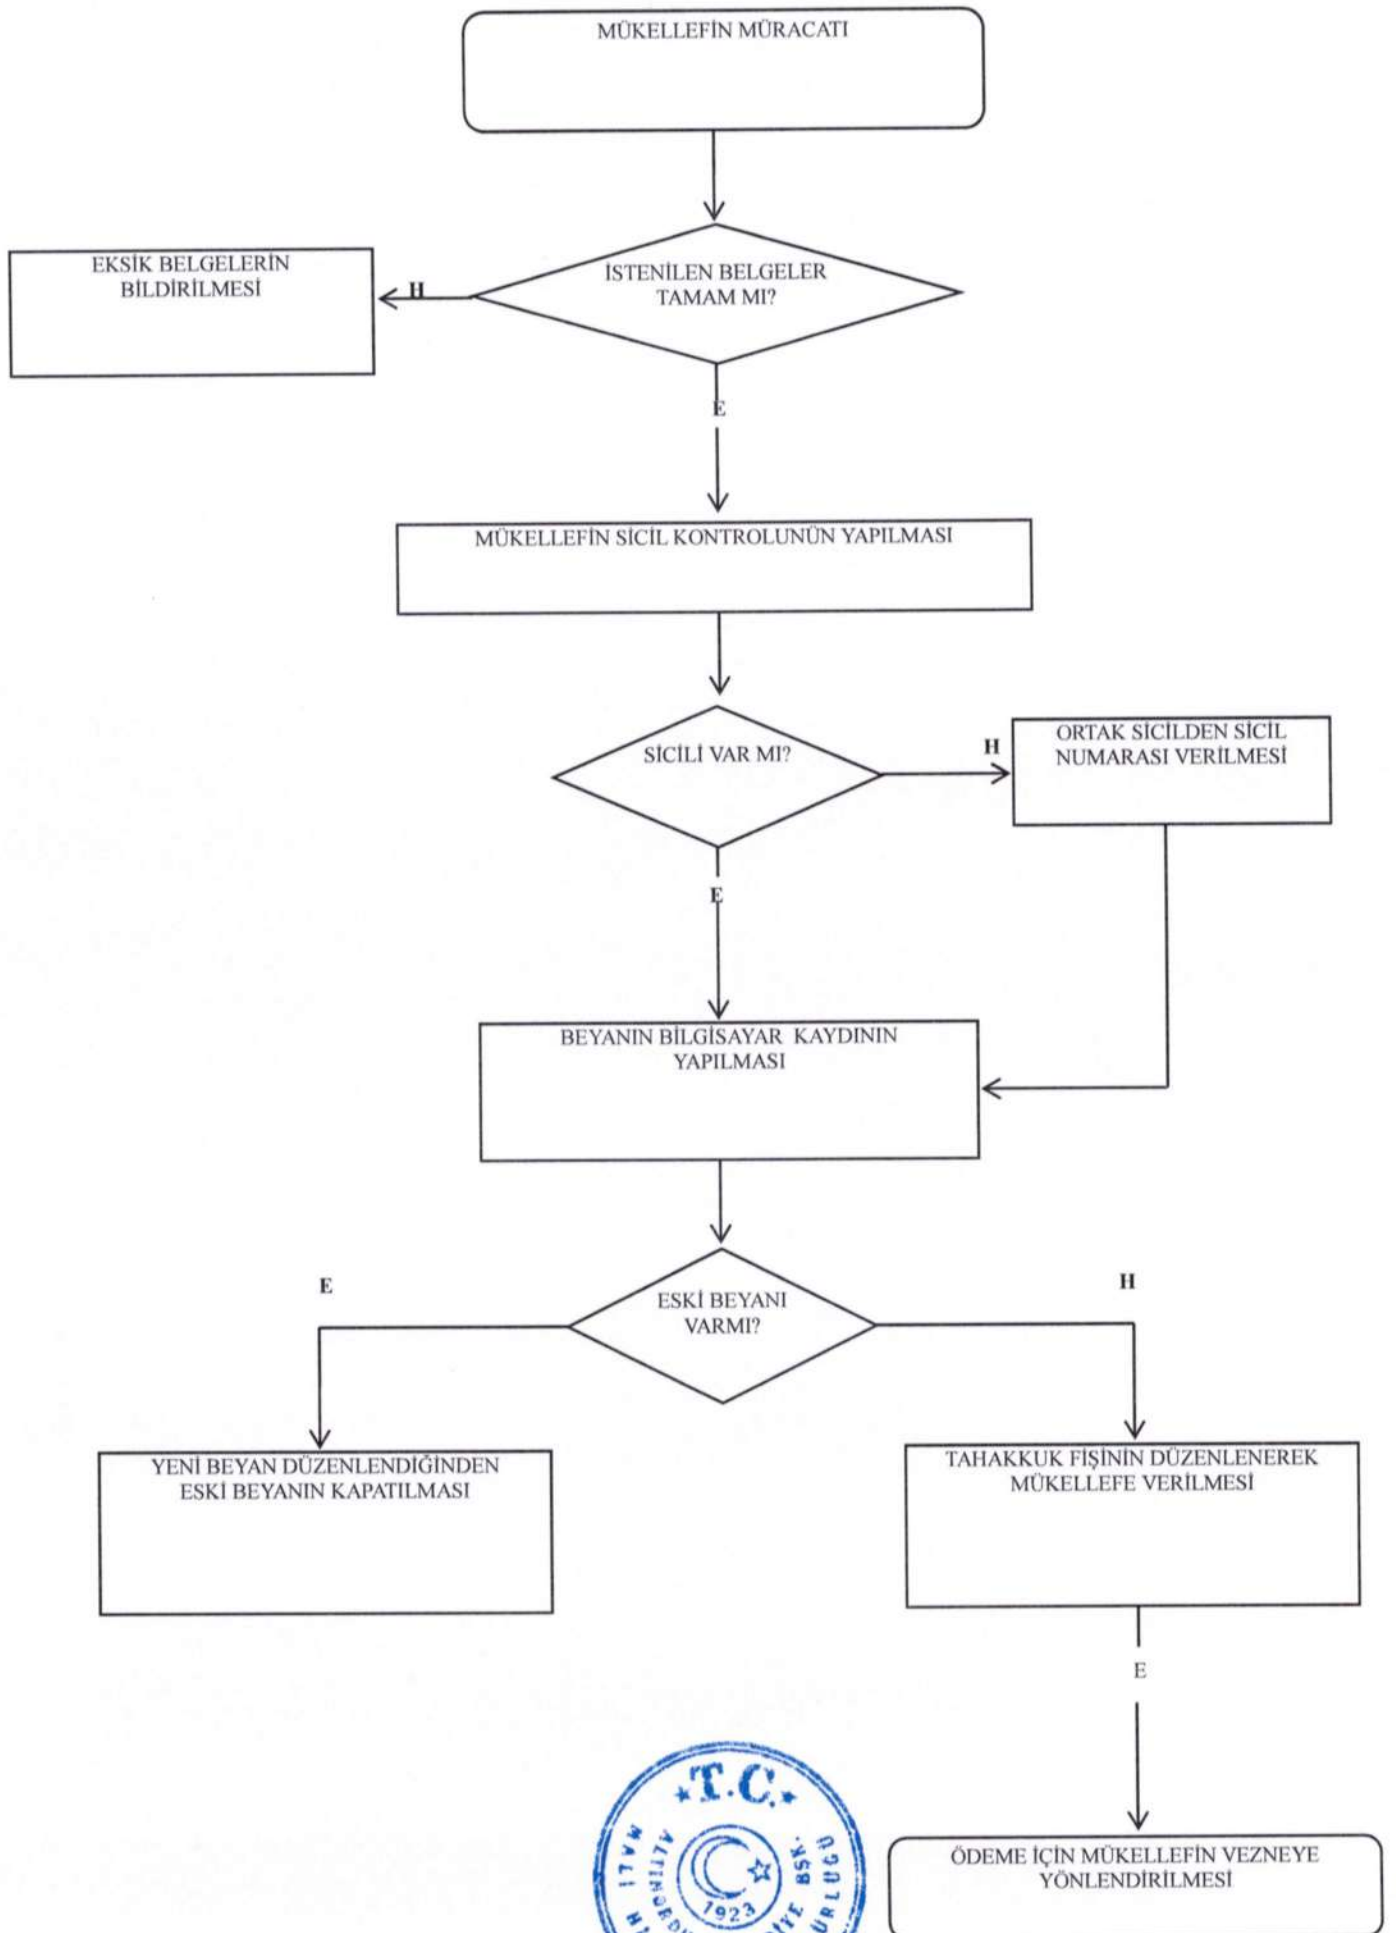 MÜKELLEFİN MÜRACATI
İSTENİLEN BELGELER
TAMAM MI?
H
EKSİK BELGELERİN
BİLDİRİLMESİ
E
MÜKELLEFİN SİCİL KONTROLUNÜN YAPILMASI
SİCİLİ VAR MI?
H
ORTAK SİCİLDEN SİCİL
NUMARASI VERİLMESİ
E
BEYANIN BİLGİSAYAR KAYDININ
YAPILMASI
ESKİ BEYANI
VARMI?
E
H
YENİ BEYAN DÜZENLENDİĞİNDEN
ESKİ BEYANIN KAPATILMASI
TAHAKKUK FİŞİNİN DÜZENLENEREK
MÜKELLEFE VERİLMESİ
E
ÖDEME İÇİN MÜKELLEFİN VEZNEYE
YÖNLENDİRİLMESİ
T.C.
MALİ
BŞK.
1923